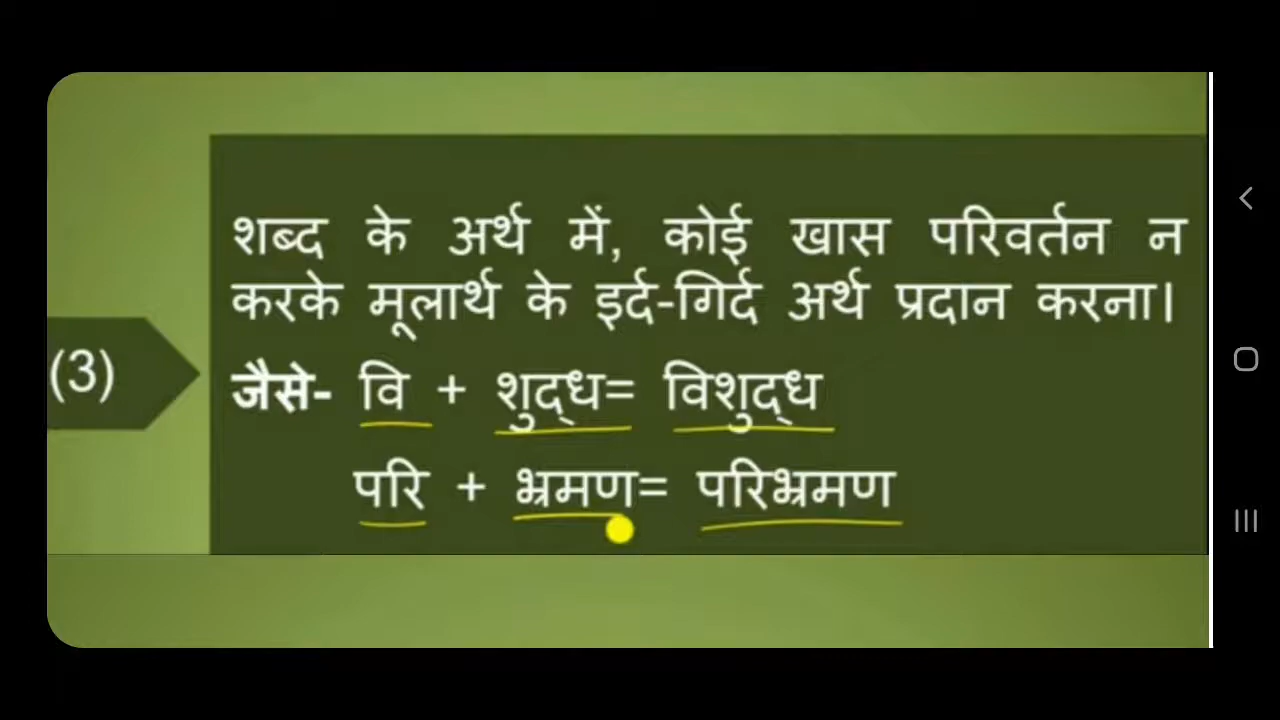 (3)
शब्द के अर्थ में, कोई खास परिवर्तन न
करके मूलार्थ के इर्द-गिर्द अर्थ प्रदान करना।
जैसे- वि + शुद्ध= विशुद्ध
परि + भ्रमण= परिभ्रमण